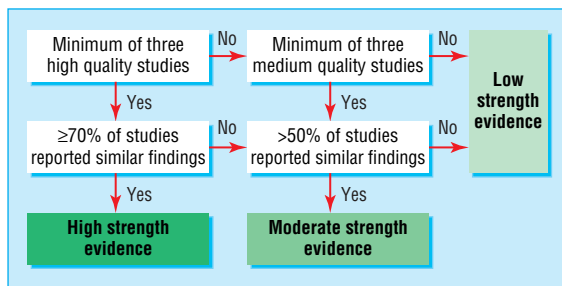 Minimum of three
high quality studies
No
Minimum of three
medium quality studies
No
Low
strength
evidence
Yes
Yes
≥70% of studies
reported similar findings
No
>50% of studies
reported similar findings
No
Yes
Yes
High strength
evidence
Moderate strength
evidence